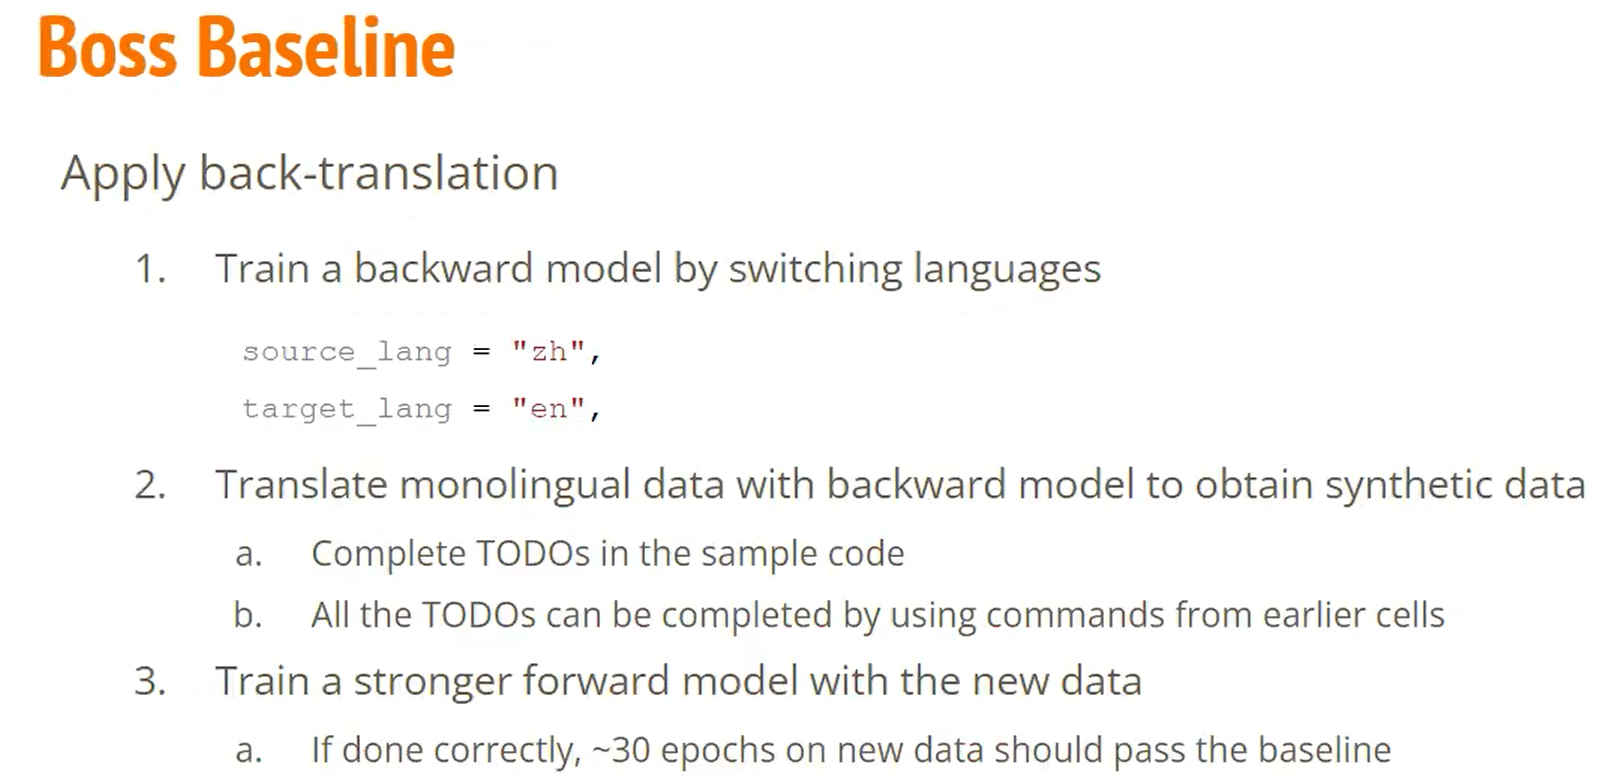 Boss Baseline
Apply back-translation
1. Train a backward model by switching languages
source_lang = "zh",
target_lang = "en",
2. Translate monolingual data with backward model to obtain synthetic data
a. Complete TODOs in the sample code
b. All the TODOs can be completed by using commands from earlier cells
3. Train a stronger forward model with the new data
a. If done correctly, ~30 epochs on new data should pass the baseline